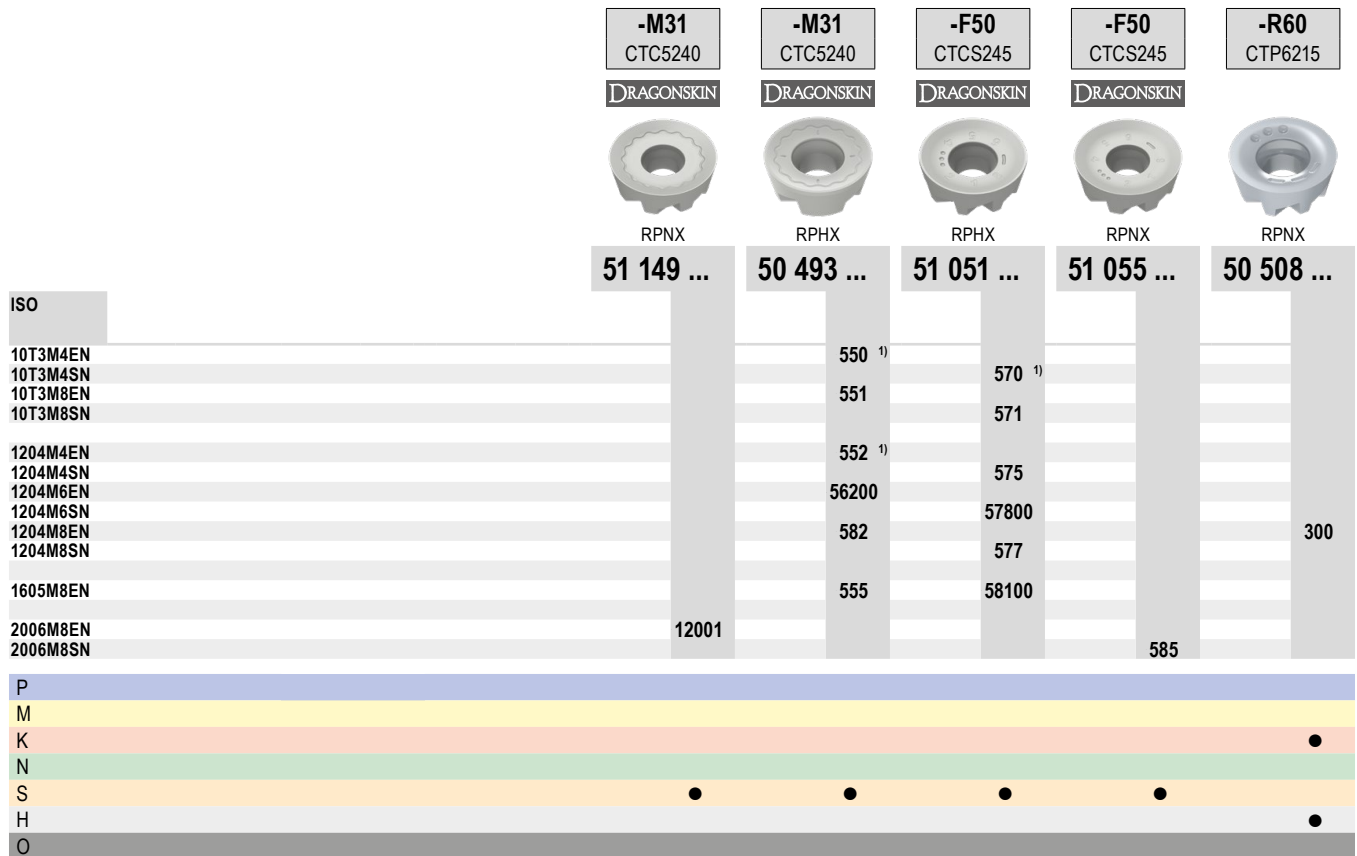 -M31 -M31 -F50 -F50 -R60
CTC5240 CTC5240 CTCS245 CTCS245 CTP6215
DRAGONSKIN DRAGONSKIN DRAGONSKIN DRAGONSKIN
RPNX RPHX RPHX RPNX RPNX
51 149 ... 50 493 ... 51 051 ... 51 055 ... 50 508 ...
ISO
10T3M4EN 550 1)
10T3M4SN 570 1)
10T3M8EN 551
10T3M8SN 571
1204M4EN 552 1)
1204M4SN 575
1204M6EN 56200
1204M6SN 57800
1204M8EN 582 300
1204M8SN 577
1605M8EN 555 58100
2006M8EN 12001
2006M8SN 585
P
M
K ●
N
S ● ● ● ●
H ●
O